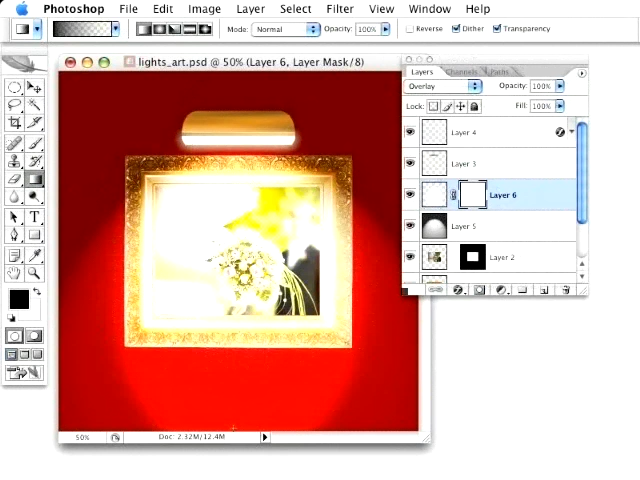 Photoshop File Edit Image Layer Select Filter View Window Help
Mode: Normal Opacity: 100% Reverse Dither Transparency
lights_art.psd @ 50% (Layer 6, Layer Mask/8)
Layers Channels Paths
Overlay Opacity: 100%
Lock: Fill: 100%
Layer 4
Layer 3
Layer 6
Layer 5
Layer 2
T
50% Doc: 2.32M/12.4M